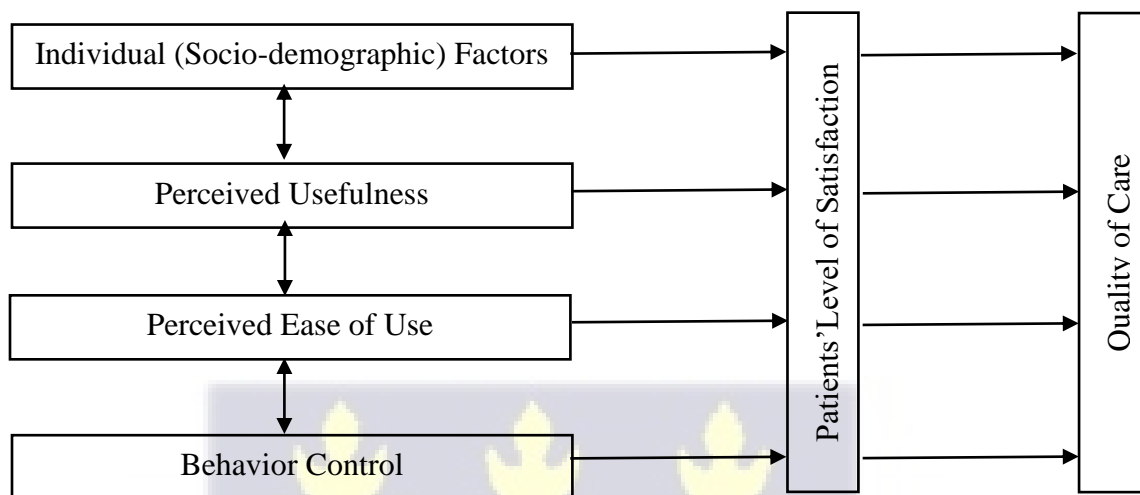 Individual (Socio-demographic) Factors
Perceived Usefulness
Perceived Ease of Use
Behavior Control
Patients' Level of Satisfaction
Quality of Care